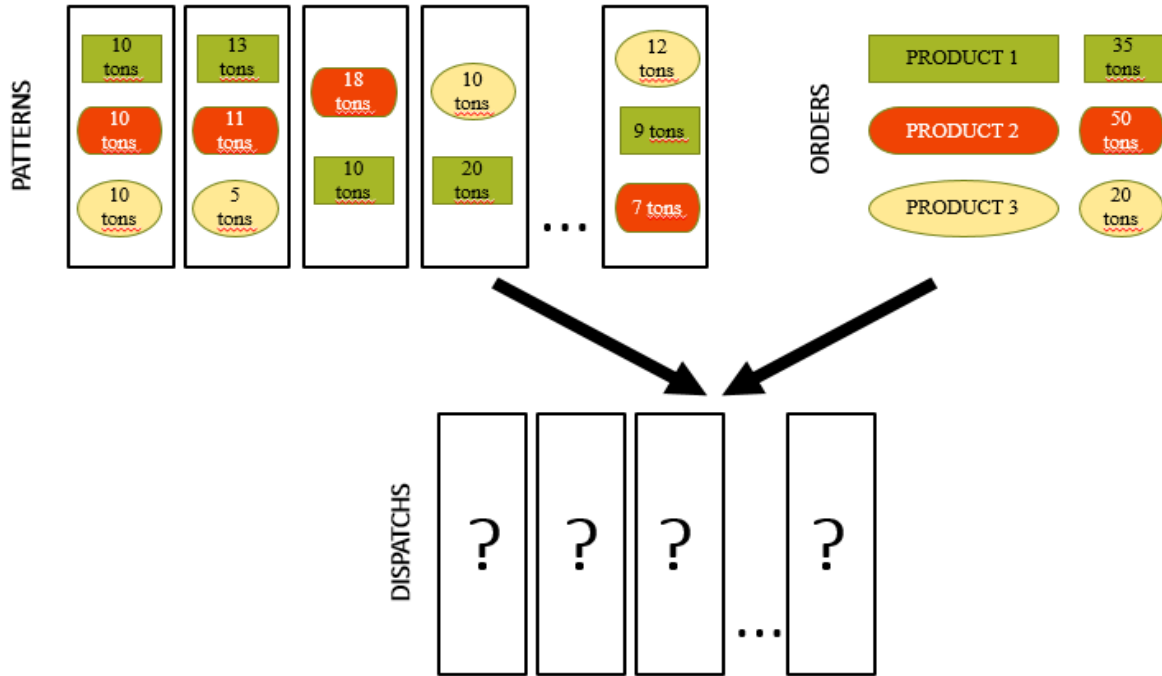 PATTERNS
10
tons
10
tons
10
tons
13
tons
11
tons
5
tons
18
tons
10
tons
10
tons
20
tons
...
12
tons
9 tons
7 tons
ORDERS
PRODUCT 1
35
tons
PRODUCT 2
50
tons
PRODUCT 3
20
tons
DISPATCHS
?
?
?
...
?